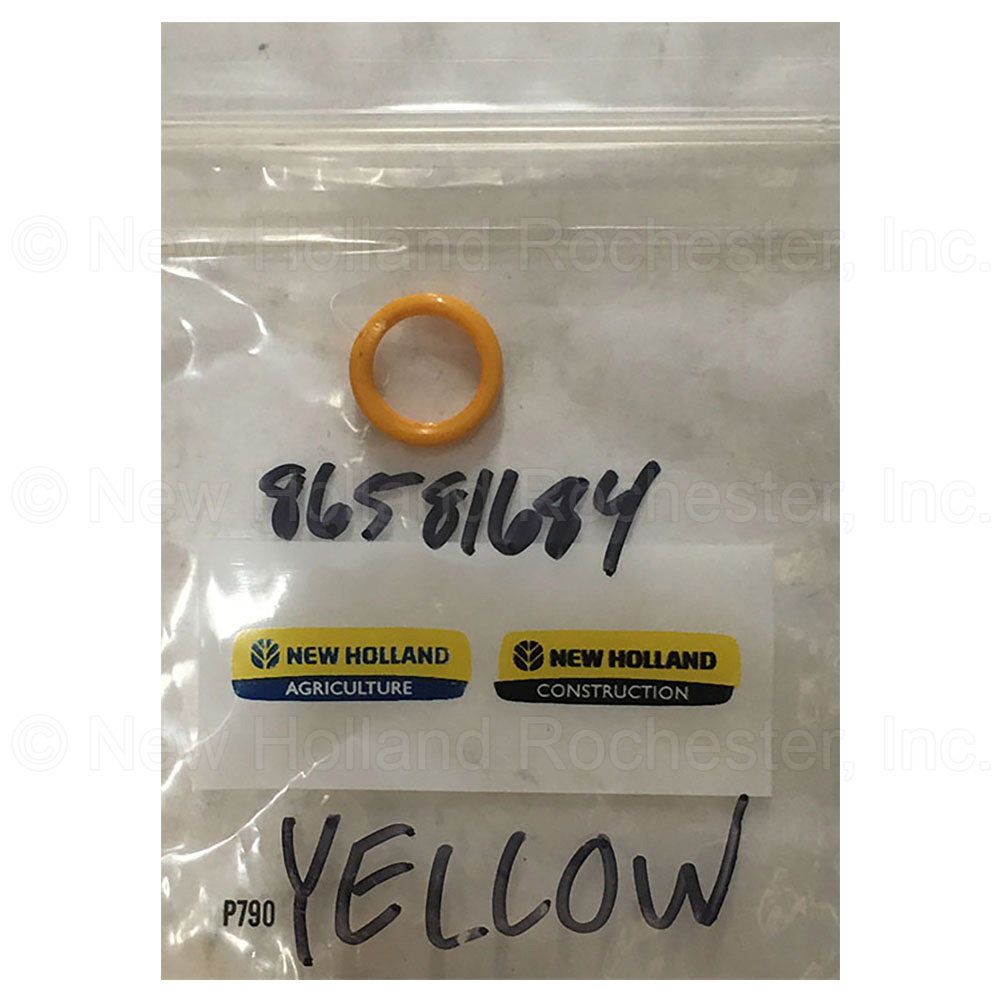 © New Holland Rochester, Inc.
86581684
© New Holland Rochester, Inc.
NEW HOLLAND
AGRICULTURE
NEW HOLLAND
CONSTRUCTION
© New Holland Rochester, Inc.
YELLOW
P790